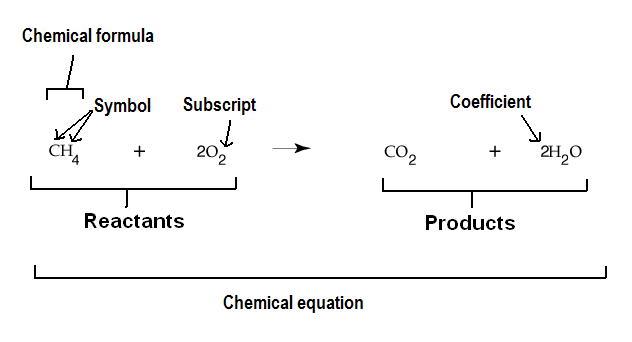 Chemical formula
Symbol Subscript Coefficient
CH₄ + 2O₂ → CO₂ + 2H₂O
Reactants Products
Chemical equation